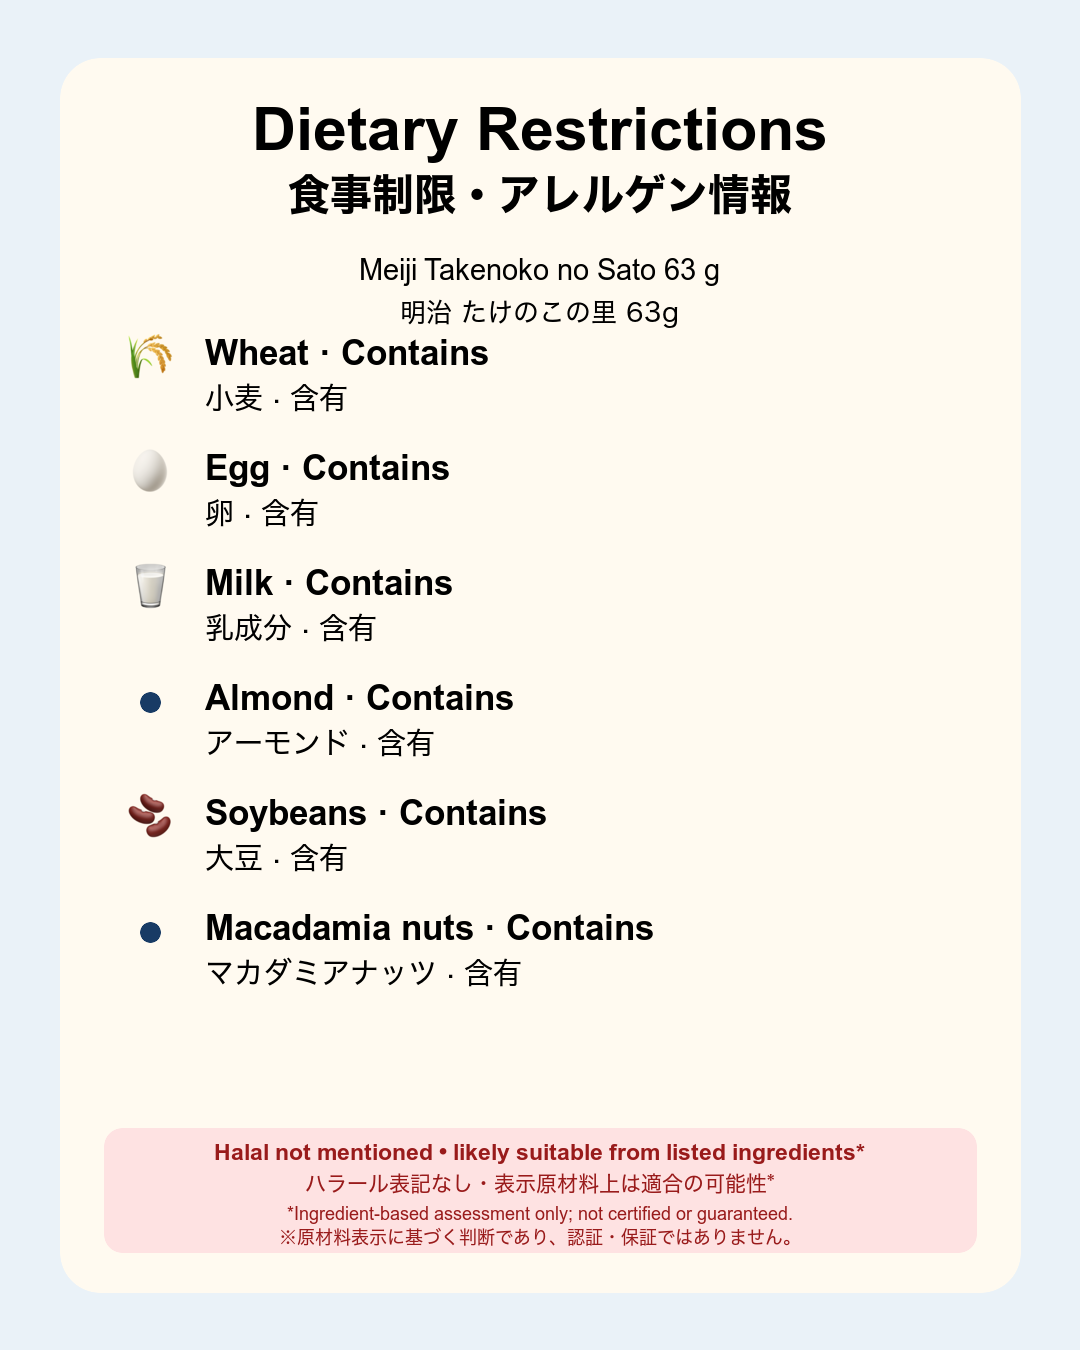 Dietary Restrictions
食事制限・アレルゲン情報
Meiji Takenoko no Sato 63 g
明治 たけのこの里 63g
Wheat · Contains
小麦 · 含有
Egg · Contains
卵 · 含有
Milk · Contains
乳成分 · 含有
Almond · Contains
アーモンド · 含有
Soybeans · Contains
大豆 · 含有
Macadamia nuts · Contains
マカダミアナッツ · 含有
Halal not mentioned • likely suitable from listed ingredients*
ハラール表記なし・表示原材料上は適合の可能性*
*Ingredient-based assessment only; not certified or guaranteed.
※原材料表示に基づく判断であり、認証・保証ではありません。